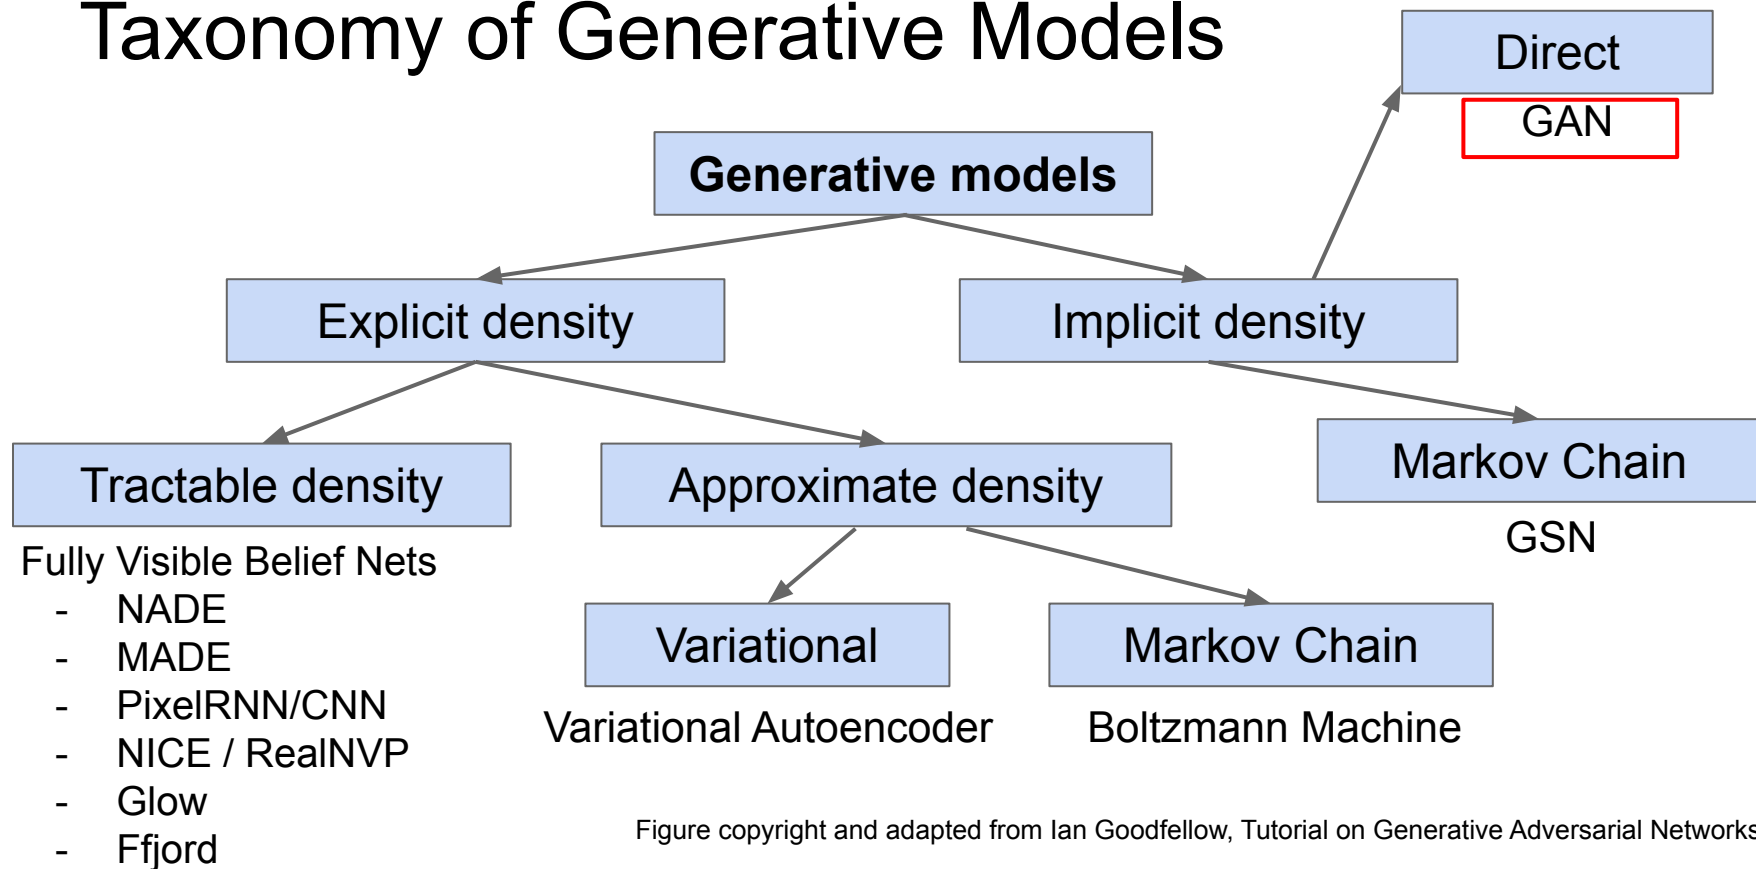 Taxonomy of Generative Models
Direct
GAN
Generative models
Explicit density
Implicit density
Tractable density
Approximate density
Markov Chain
GSN
Fully Visible Belief Nets
- NADE
- MADE
- PixelRNN/CNN
- NICE / RealNVP
- Glow
- Ffjord
Variational
Markov Chain
Variational Autoencoder
Boltzmann Machine
Figure copyright and adapted from Ian Goodfellow, Tutorial on Generative Adversarial Networks